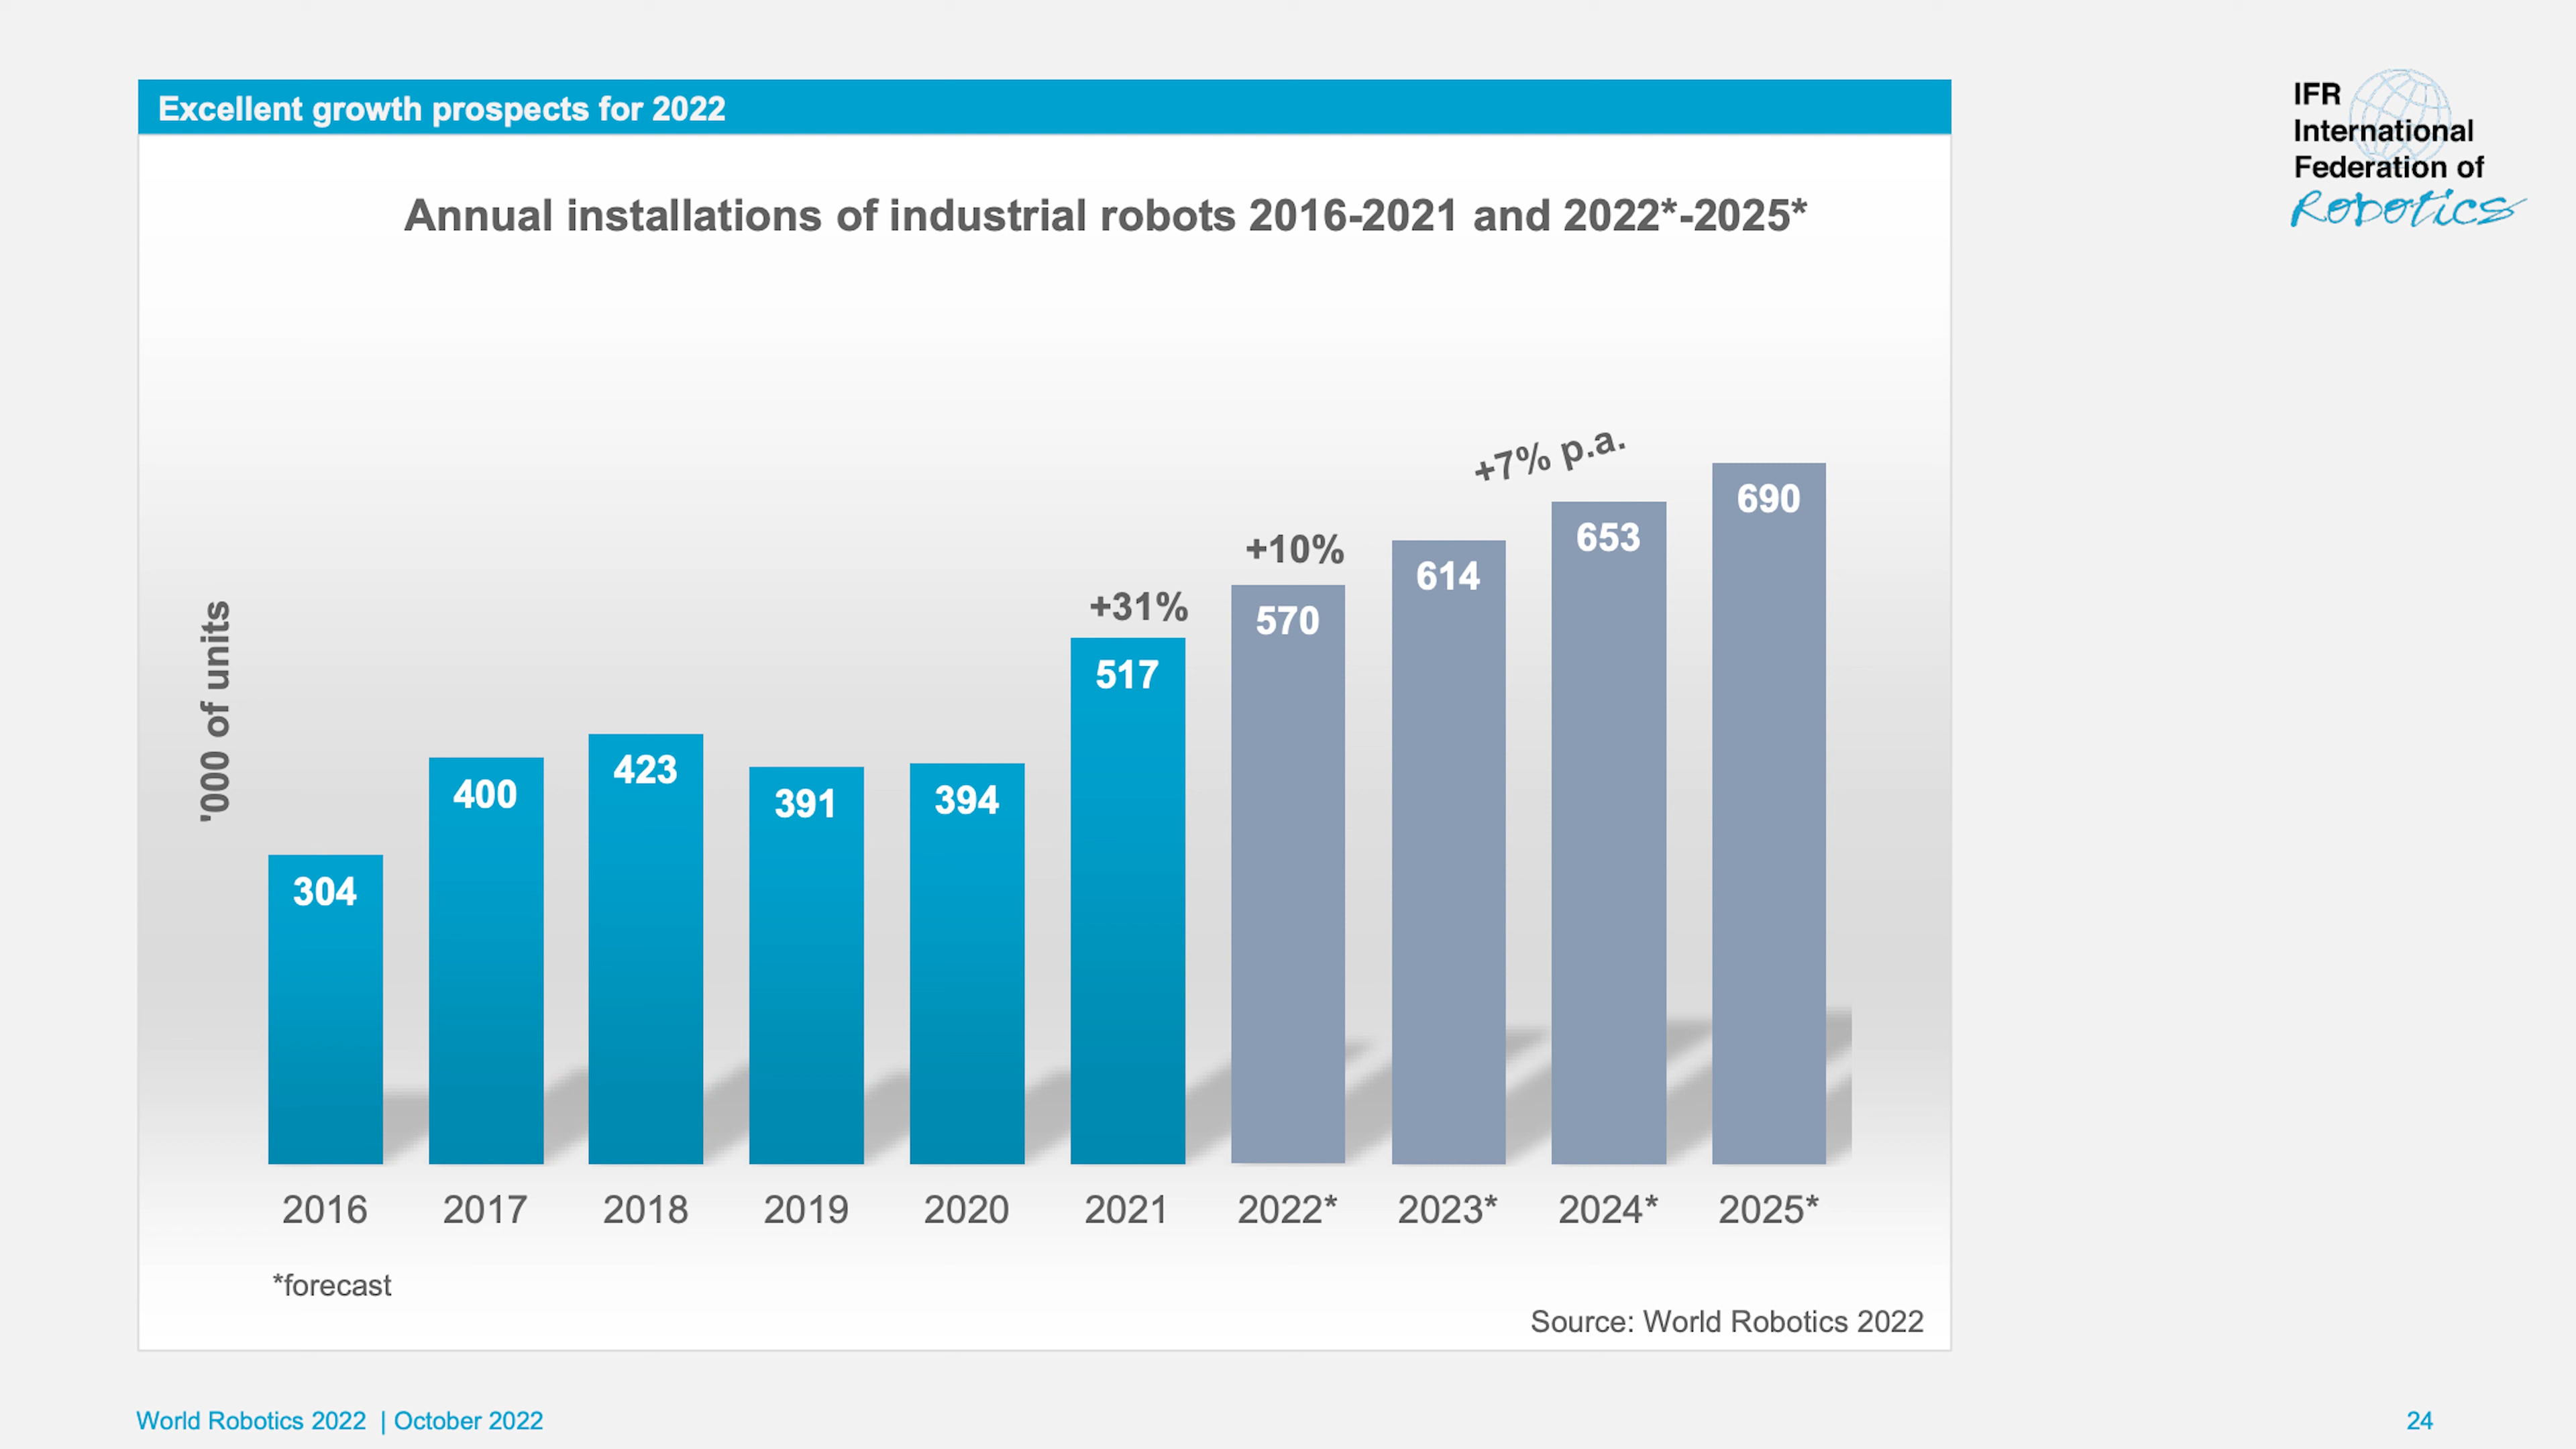 Excellent growth prospects for 2022
IFR
International
Federation of
Robotics
Annual installations of industrial robots 2016-2021 and 2022*-2025*
'000 of units
304
400
423
391
394
+31%
517
+10%
570
+7% p.a.
614
653
690
2016 2017 2018 2019 2020 2021 2022* 2023* 2024* 2025*
*forecast
Source: World Robotics 2022
World Robotics 2022 | October 2022
24